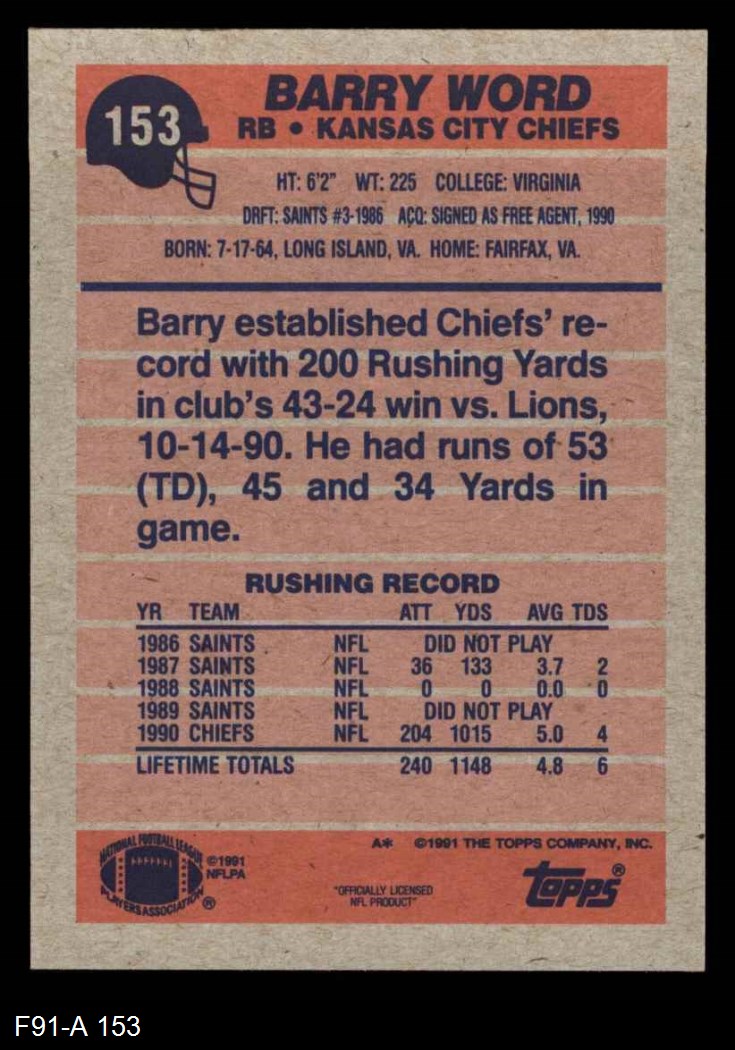 153
BARRY WORD
RB • KANSAS CITY CHIEFS
HT: 6'2" WT: 225 COLLEGE: VIRGINIA
DRFT: SAINTS #3-1986 ACQ: SIGNED AS FREE AGENT, 1990
BORN: 7-17-64, LONG ISLAND, VA. HOME: FAIRFAX, VA.
Barry established Chiefs' re-
cord with 200 Rushing Yards
in club's 43-24 win vs. Lions,
10-14-90. He had runs of 53
(TD), 45 and 34 Yards in
game.
RUSHING RECORD
YR TEAM ATT YDS AVG TDS
1986 SAINTS NFL DID NOT PLAY
1987 SAINTS NFL 36 133 3.7 2
1988 SAINTS NFL 0 0 0.0 0
1989 SAINTS NFL DID NOT PLAY
1990 CHIEFS NFL 204 1015 5.0 4
LIFETIME TOTALS 240 1148 4.8 6
A* ©1991 THE TOPPS COMPANY, INC.
NATIONAL FOOTBALL LEAGUE
PLAYERS ASSOCIATION ®
©1991
NFLPA
"OFFICIALLY LICENSED
NFL PRODUCT"
topps®
F91-A 153